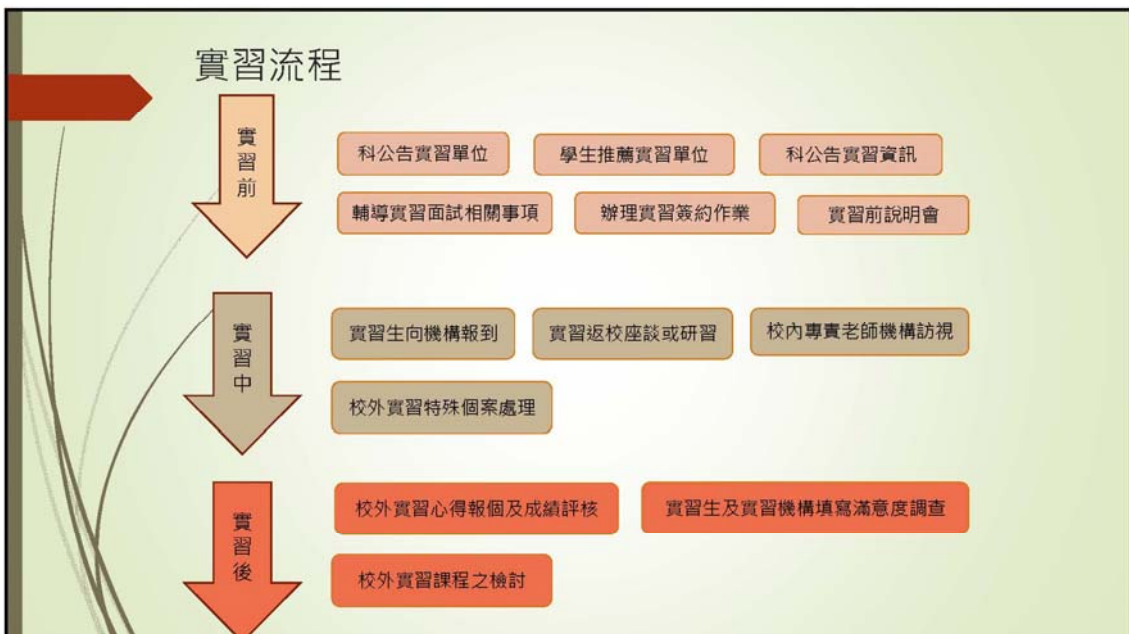 實習流程
實習前
科公告實習單位
學生推薦實習單位
科公告實習資訊
輔導實習面試相關事項
辦理實習簽約作業
實習前說明會
實習中
實習生向機構報到
實習返校座談或研習
校內專責老師機構訪視
校外實習特殊個案處理
實習後
校外實習心得報個及成績評核
實習生及實習機構填寫滿意度調查
校外實習課程之檢討